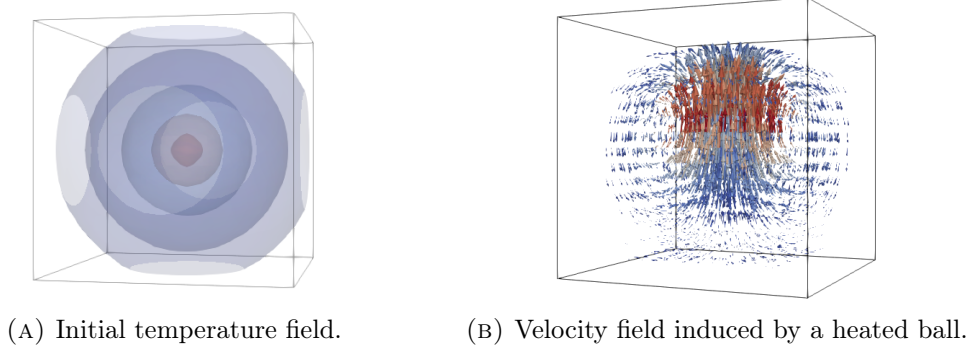 (A) Initial temperature field.
(B) Velocity field induced by a heated ball.